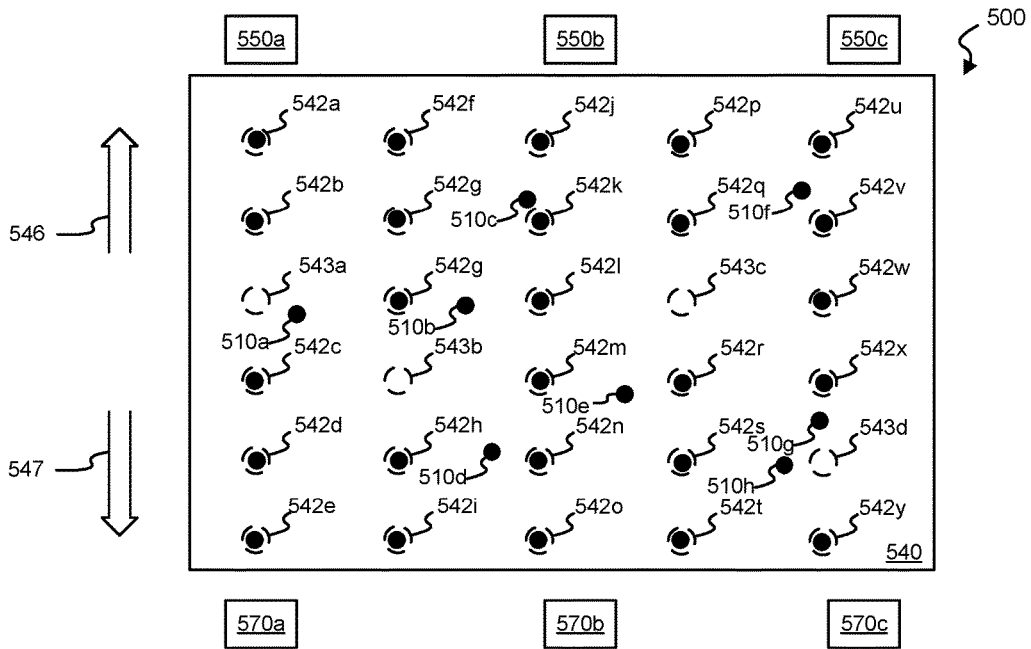 550a 550b 550c 500
542a 542f 542j 542p 542u
542b 542g 510c 542k 542q 510f 542v
546
543a 542g 542l 543c 542w
510a 510b
542c 543b 542m 542r 542x
510e
542d 542h 542n 542s 510g 543d
547
510d 510h
542e 542i 542o 542t 542y
540
570a 570b 570c